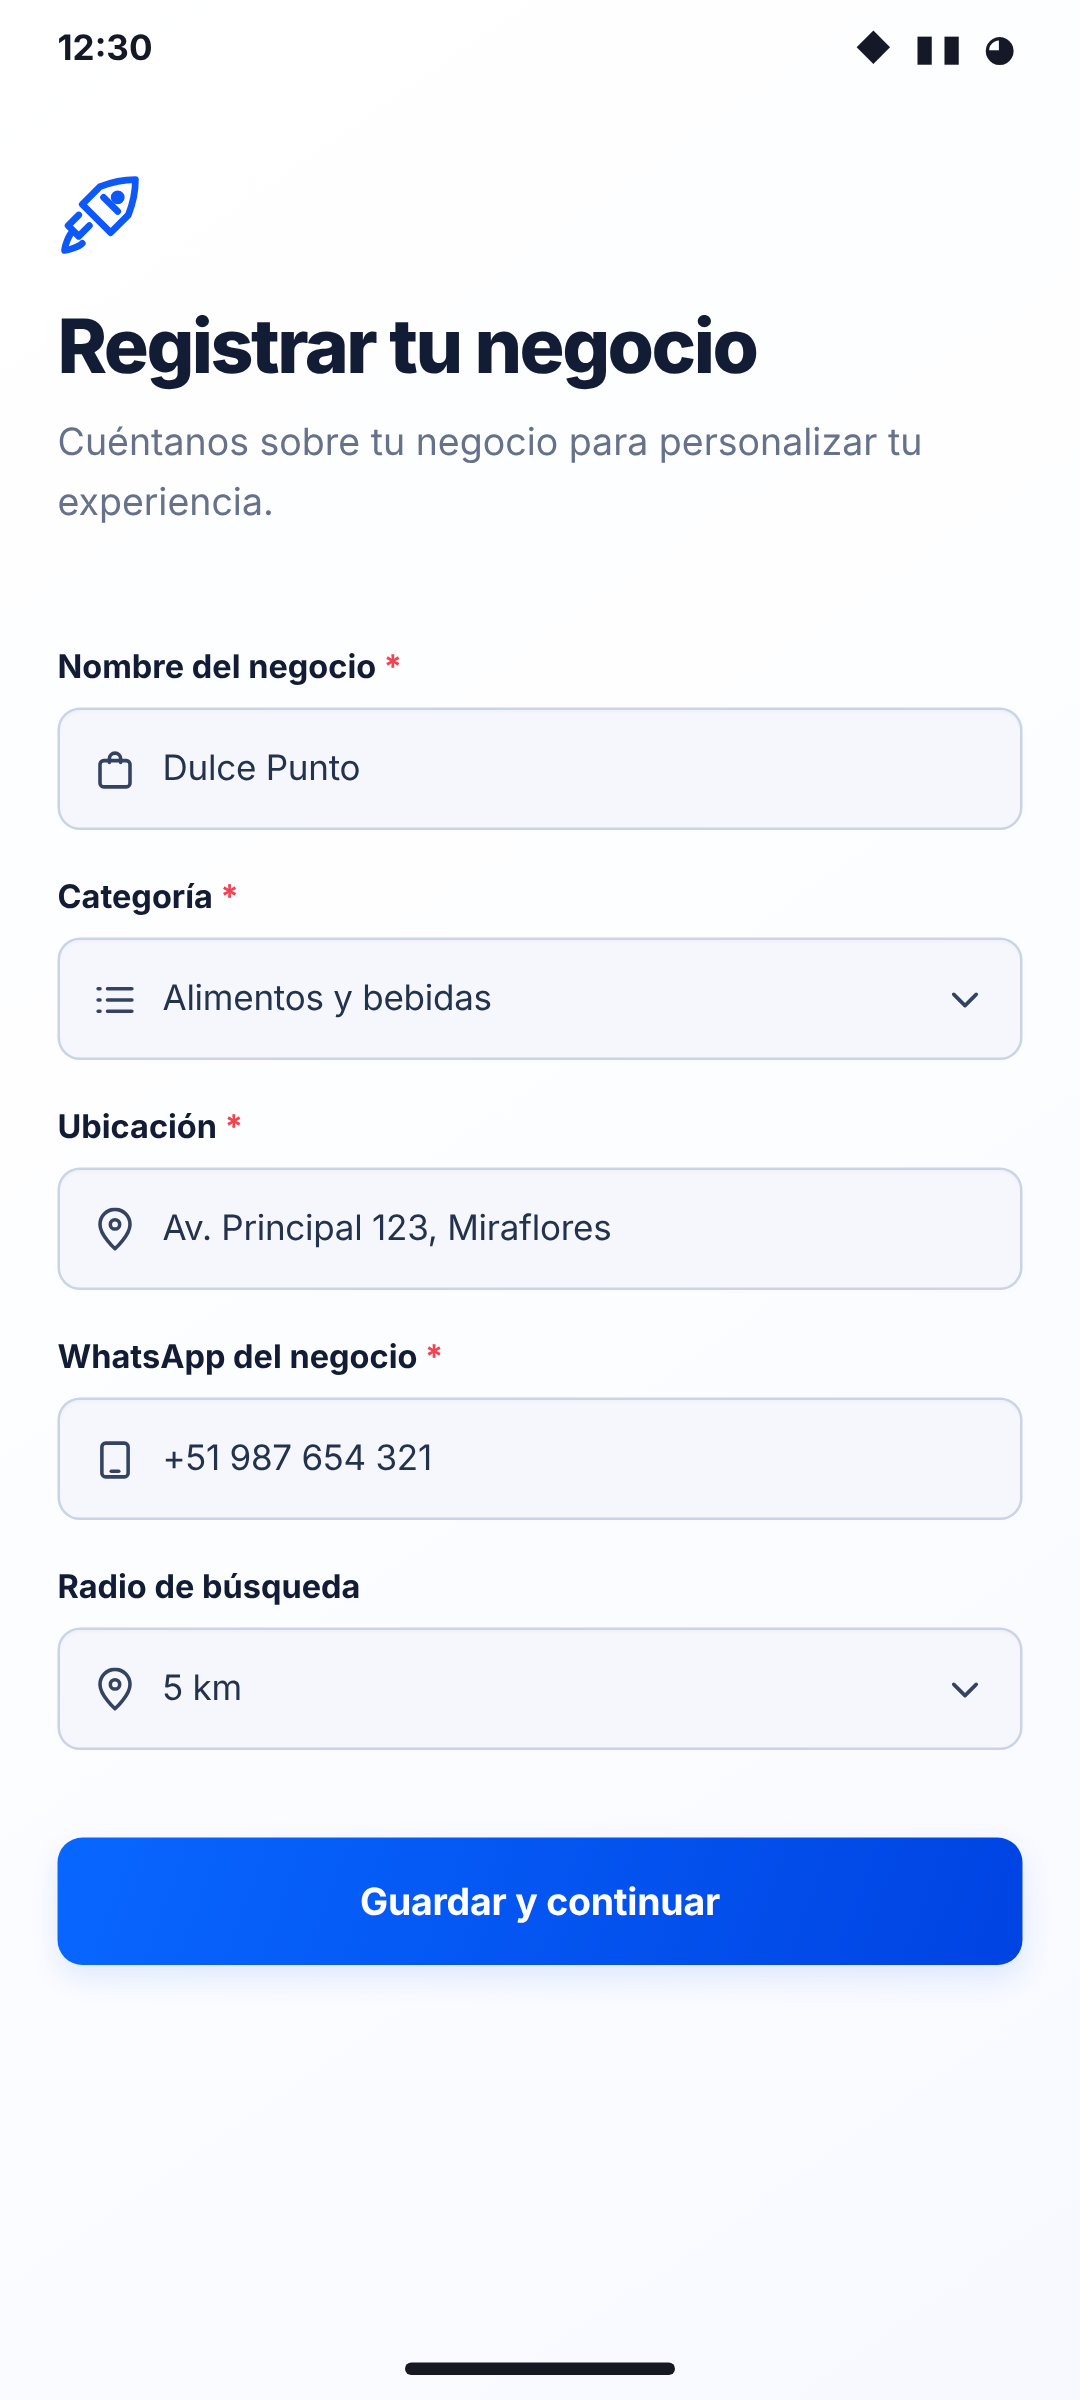 12:30
Registrar tu negocio
Cuéntanos sobre tu negocio para personalizar tu
experiencia.
Nombre del negocio *
Dulce Punto
Categoría *
Alimentos y bebidas
Ubicación *
Av. Principal 123, Miraflores
WhatsApp del negocio *
+51 987 654 321
Radio de búsqueda
5 km
Guardar y continuar